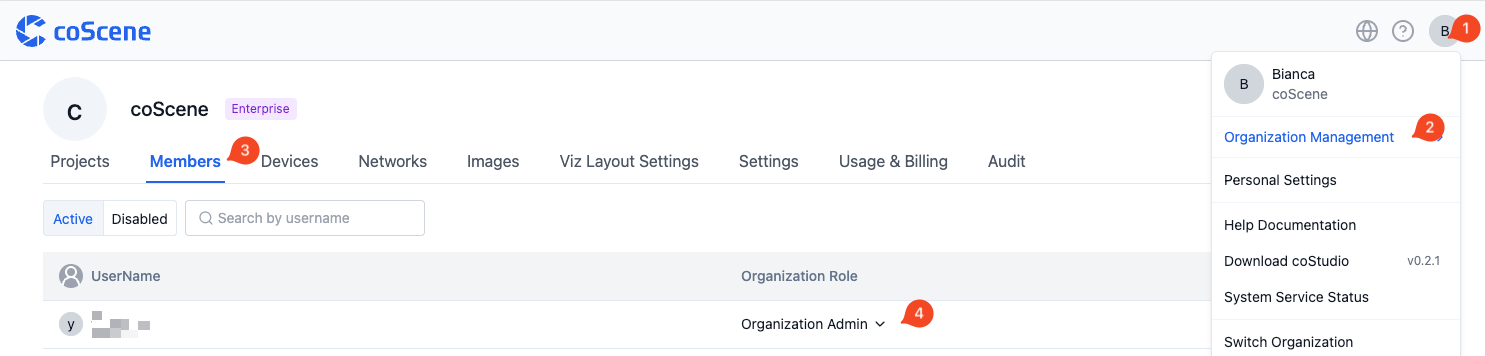 coScene
B
1
B
Bianca
coScene
C
coScene
Enterprise
Organization Management
2
Projects
Members
3
Devices
Networks
Images
Viz Layout Settings
Settings
Usage & Billing
Audit
Personal Settings
Active
Disabled
Search by username
Help Documentation
Download coStudio
v0.2.1
System Service Status
Switch Organization
UserName
Organization Role
y
Organization Admin
4